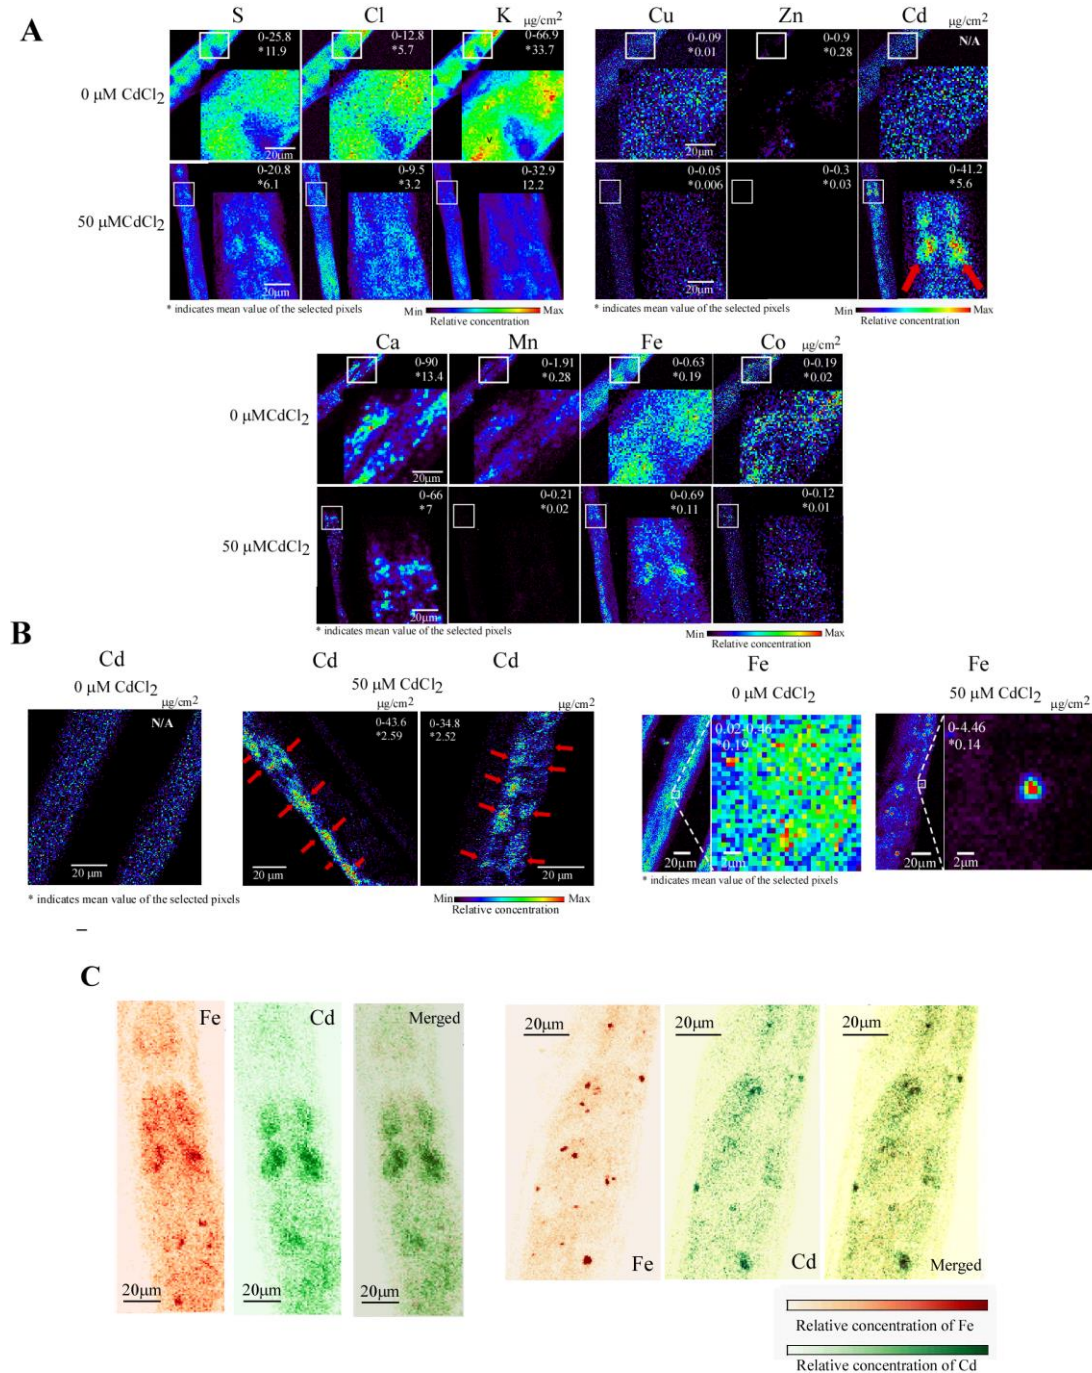 A
S Cl K µg/cm2
0 µM CdCl2
0-25.8
*11.9
0-12.8
*5.7
0-66.9
*33.7
20µm
v
50 µMCdCl2
0-20.8
*6.1
0-9.5
*3.2
0-32.9
12.2
20µm
* indicates mean value of the selected pixels
Min Max
Relative concentration
Cu Zn Cd µg/cm2
0-0.09
*0.01
0-0.9
*0.28
N/A
20µm
0-0.05
*0.006
0-0.3
*0.03
0-41.2
*5.6
20µm
* indicates mean value of the selected pixels
Min Max
Relative concentration
Ca Mn Fe Co µg/cm2
0 µMCdCl2
0-90
*13.4
0-1.91
*0.28
0-0.63
*0.19
0-0.19
*0.02
20µm
50 µMCdCl2
0-66
*7
0-0.21
*0.02
0-0.69
*0.11
0-0.12
*0.01
20µm
* indicates mean value of the selected pixels
Min Max
Relative concentration
B
Cd
0 µM CdCl2
µg/cm2
N/A
20 µm
* indicates mean value of the selected pixels
Cd Cd
50 µM CdCl2
µg/cm2 µg/cm2
0-43.6
*2.59
0-34.8
*2.52
20 µm
20 µm
Min Max
Relative concentration
Fe
0 µM CdCl2
0.02-0.46
*0.19
20µm
2µm
* indicates mean value of the selected pixels
Fe
50 µM CdCl2
µg/cm2
0-4.46
*0.14
20µm
2µm
C
Fe Cd Merged
20µm 20µm 20µm
20µm 20µm 20µm
Fe Cd Merged
Relative concentration of Fe
Relative concentration of Cd